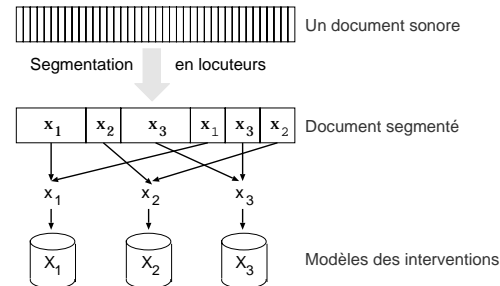 Un document sonore
Segmentation en locuteurs
x1 x2 x3 x1 x3 x2 Document segmenté
x1 x2 x3
X1 X2 X3 Modèles des interventions